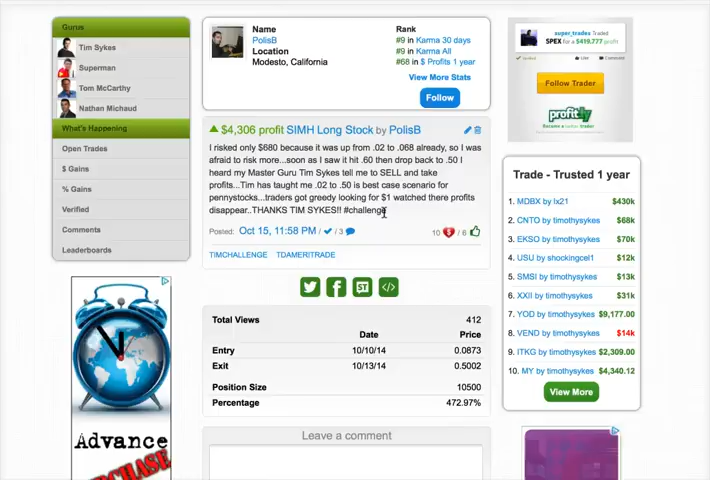 Gurus
Tim Sykes
Superman
Tom McCarthy
Nathan Michaud
What's Happening
Open Trades
$ Gains
% Gains
Verified
Comments
Leaderboards
Advance
PURCHASE
Name
PolisB
Location
Modesto, California
Rank
#9 in Karma 30 days
#9 in Karma All
#68 in $ Profits 1 year
View More Stats
Follow
$4,306 profit SIMH Long Stock by PolisB
I risked only $680 because it was up from .02 to .068 already, so I was
afraid to risk more...soon as I saw it hit .60 then drop back to .50 I
heard my Master Guru Tim Sykes tell me to SELL and take
profits...Tim has taught me .02 to .50 is best case scenario for
pennystocks...traders got greedy looking for $1 watched there profits
disappear..THANKS TIM SYKES!! #challenge
Posted: Oct 15, 11:58 PM / / 3 10 / 6
TIMCHALLENGE TDAMERITRADE
Total Views 412
Date Price
Entry 10/10/14 0.0873
Exit 10/13/14 0.5002
Position Size 10500
Percentage 472.97%
Leave a comment
super_trades Traded
SPEX for a $419,777 profit
Verified Like Comment
Follow Trader
profit.ly
Become a better trader
Trade - Trusted 1 year
1. MDBX by lx21 $430k
2. CNTO by timothysykes $68k
3. EKSO by timothysykes $70k
4. USU by shockingcel1 $12k
5. SMSI by timothysykes $13k
6. XXII by timothysykes $31k
7. YOD by timothysykes $9,177.00
8. VEND by timothysykes $14k
9. ITKG by timothysykes $2,309.00
10. MY by timothysykes $4,340.12
View More